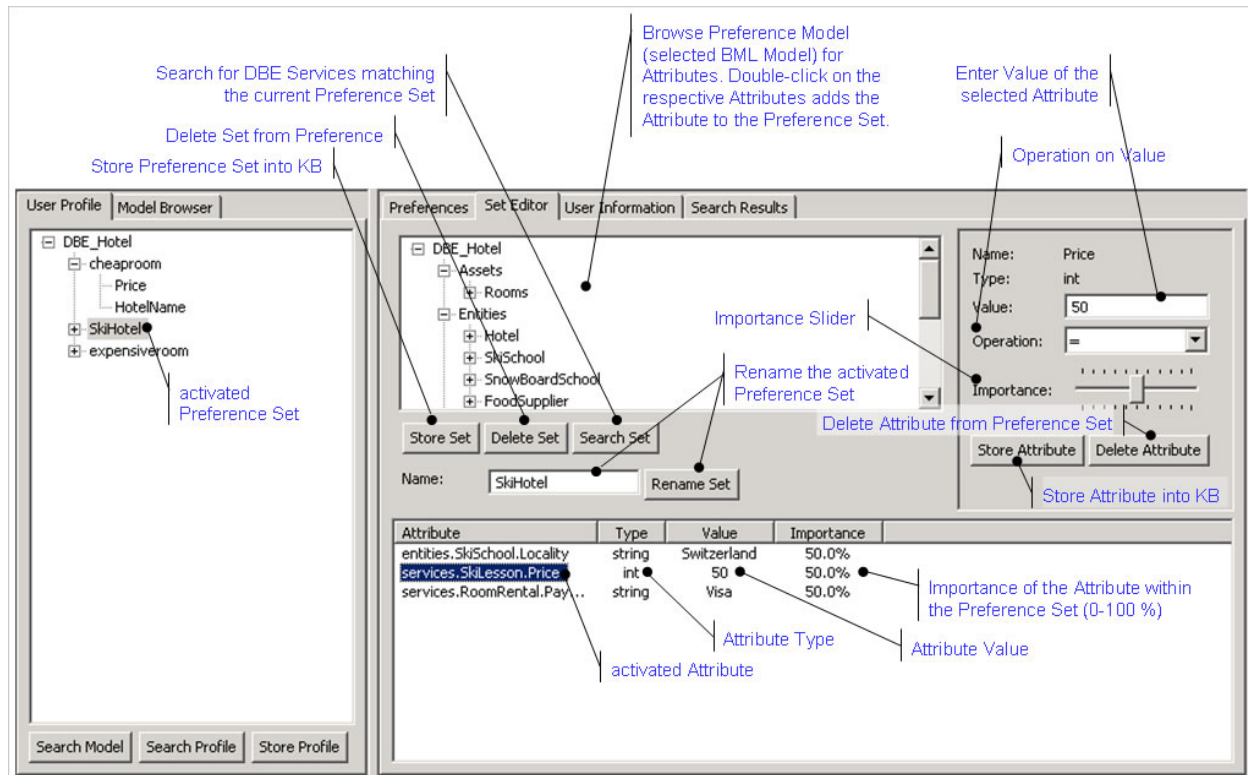 Browse Preference Model
(selected BML Model) for
Attributes. Double-click on the
respective Attributes adds the
Attribute to the Preference Set.
Search for DBE Services matching
the current Preference Set
Enter Value of the
selected Attribute
Delete Set from Preference
Store Preference Set into KB
Operation on Value
User Profile
Model Browser
DBE_Hotel
cheaproom
Price
HotelName
SkiHotel
expensiveroom
activated
Preference Set
Search Model
Search Profile
Store Profile
Preferences
Set Editor
User Information
Search Results
DBE_Hotel
Assets
Rooms
Entities
Hotel
SkiSchool
SnowBoardSchool
FoodSupplier
Importance Slider
Rename the activated
Preference Set
Name: Price
Type: int
Value: 50
Operation: =
Importance:
Delete Attribute from Preference Set
Store Attribute
Delete Attribute
Store Attribute into KB
Store Set
Delete Set
Search Set
Name: SkiHotel
Rename Set
Attribute Type Value Importance
entities.SkiSchool.Locality string Switzerland 50.0%
services.SkiLesson.Price int 50 50.0%
services.RoomRental.Pay... string Visa 50.0%
Importance of the Attribute within
the Preference Set (0-100 %)
Attribute Type
Attribute Value
activated Attribute